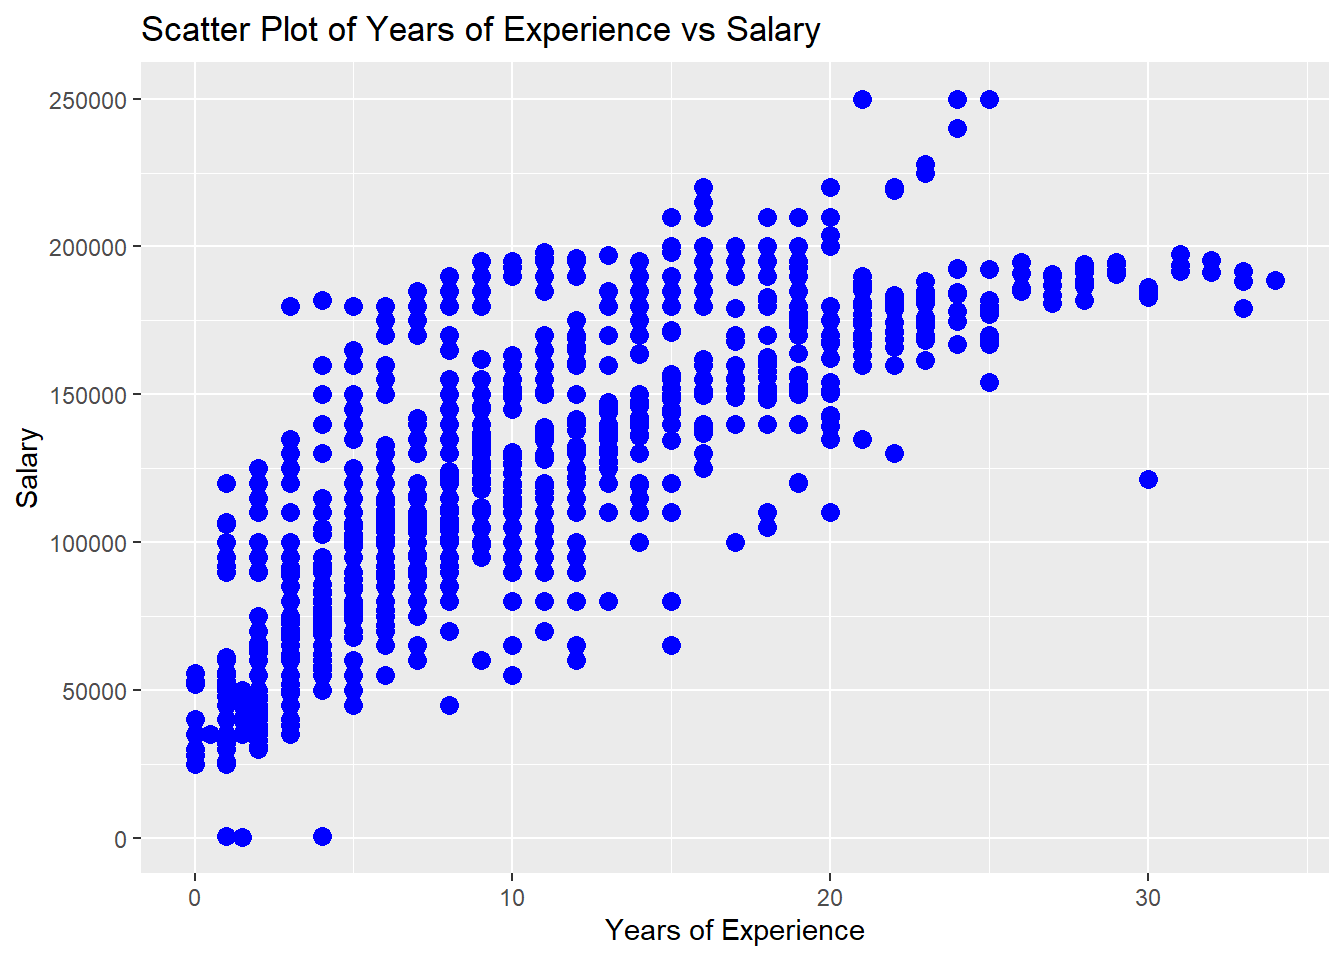 Scatter Plot of Years of Experience vs Salary
250000
200000
150000
100000
50000
0
Salary
0 10 20 30
Years of Experience